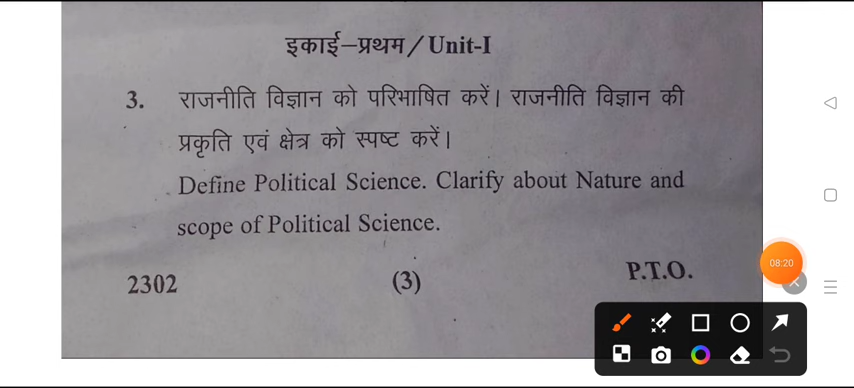 इकाई–प्रथम / Unit-I
3. राजनीति विज्ञान को परिभाषित करें। राजनीति विज्ञान की
प्रकृति एवं क्षेत्र को स्पष्ट करें।
Define Political Science. Clarify about Nature and
scope of Political Science.
2302 (3) P.T.O.
08:20